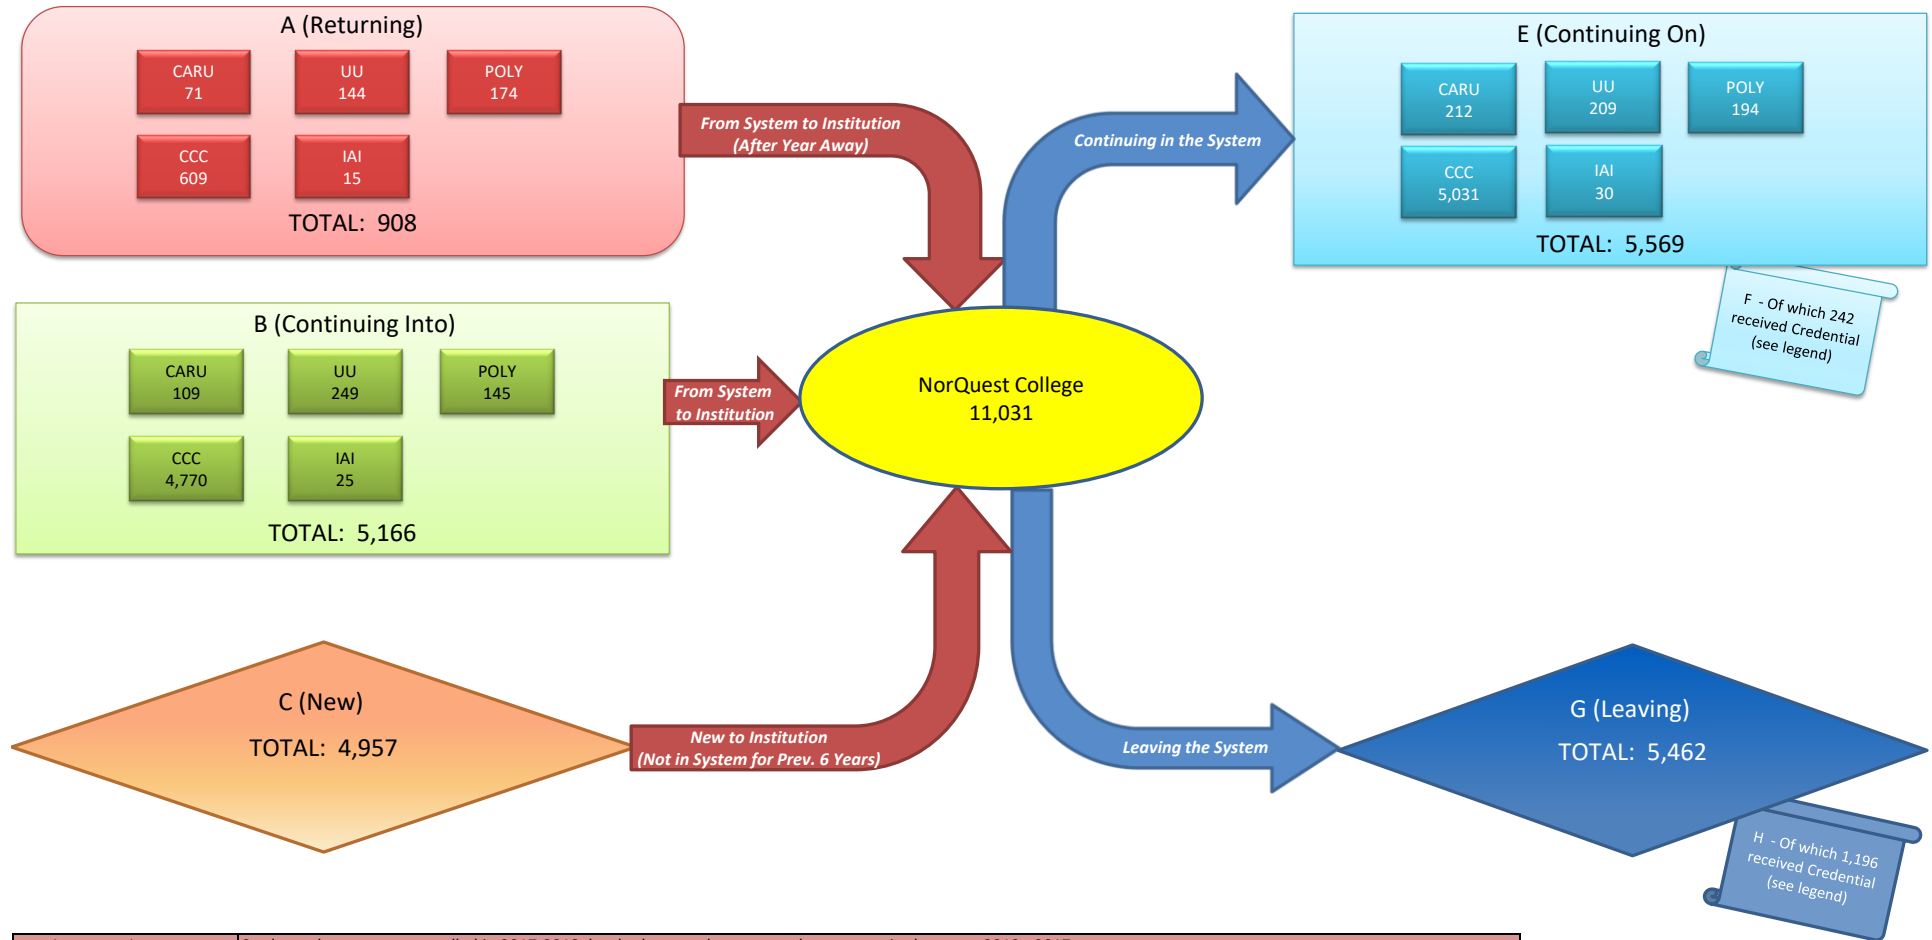 A (Returning)
CARU
71
UU
144
POLY
174
CCC
609
IAI
15
TOTAL: 908
From System to Institution
(After Year Away)
B (Continuing Into)
CARU
109
UU
249
POLY
145
CCC
4,770
IAI
25
TOTAL: 5,166
From System
to Institution
C (New)
TOTAL: 4,957
New to Institution
(Not in System for Prev. 6 Years)
NorQuest College
11,031
Continuing in the System
E (Continuing On)
CARU
212
UU
209
POLY
194
CCC
5,031
IAI
30
TOTAL: 5,569
F - Of which 242
received Credential
(see legend)
Leaving the System
G (Leaving)
TOTAL: 5,462
H - Of which 1,196
received Credential
(see legend)